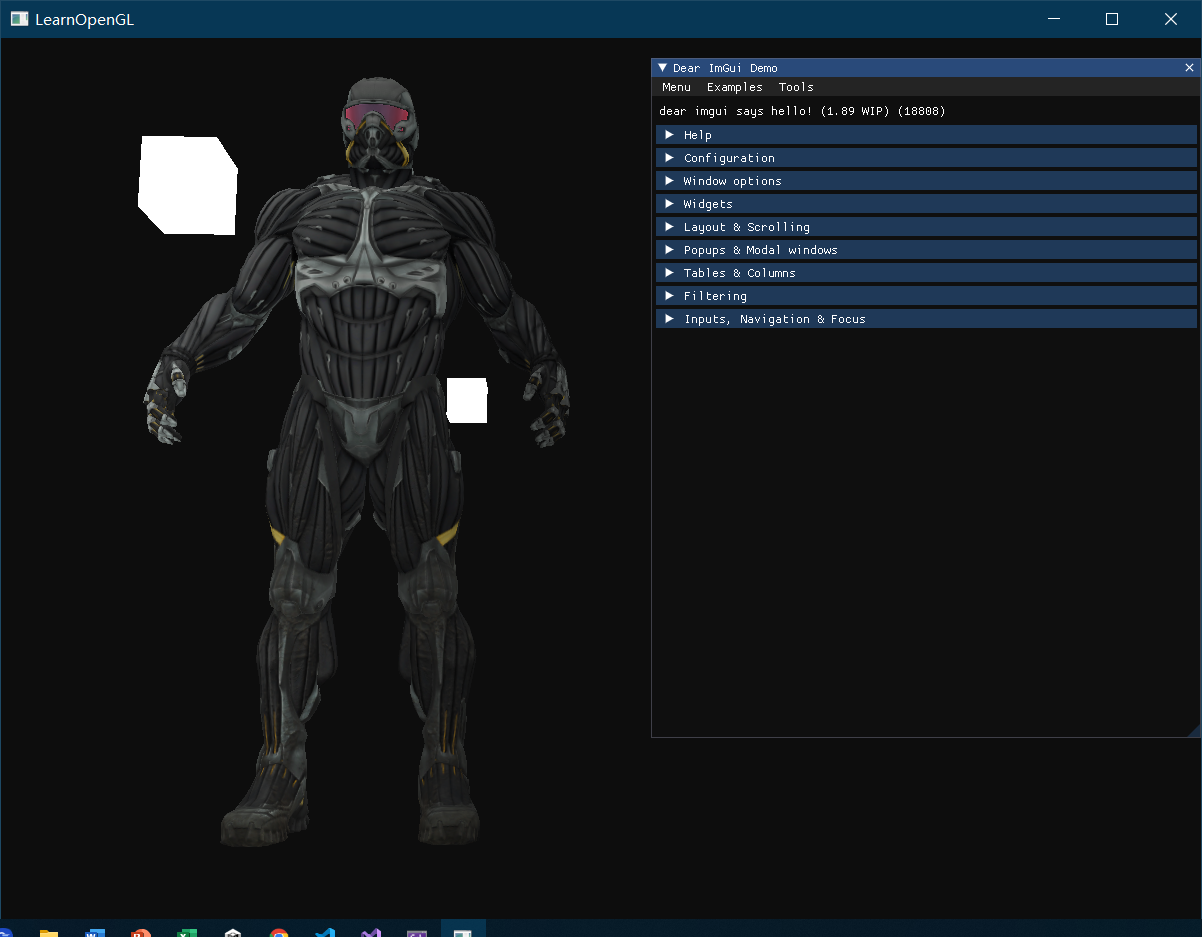 LearnOpenGL
Dear ImGui Demo
Menu Examples Tools
dear imgui says hello! (1.89 WIP) (18808)
Help
Configuration
Window options
Widgets
Layout & Scrolling
Popups & Modal windows
Tables & Columns
Filtering
Inputs, Navigation & Focus